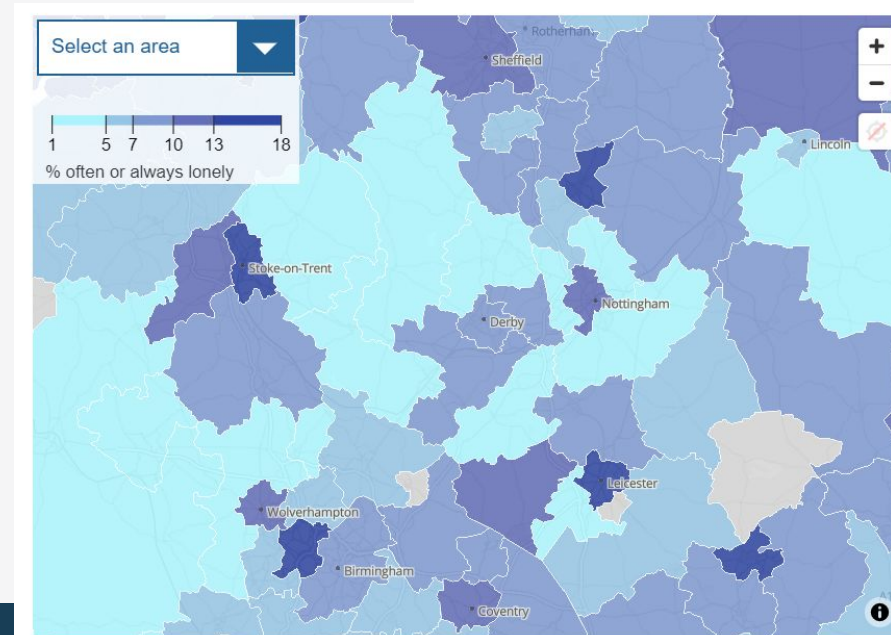 Select an area
1 5 7 10 13 18
% often or always lonely
+
−
Rotherham
Sheffield
Lincoln
Stoke-on-Trent
Nottingham
Derby
Leicester
Wolverhampton
Birmingham
Coventry
i